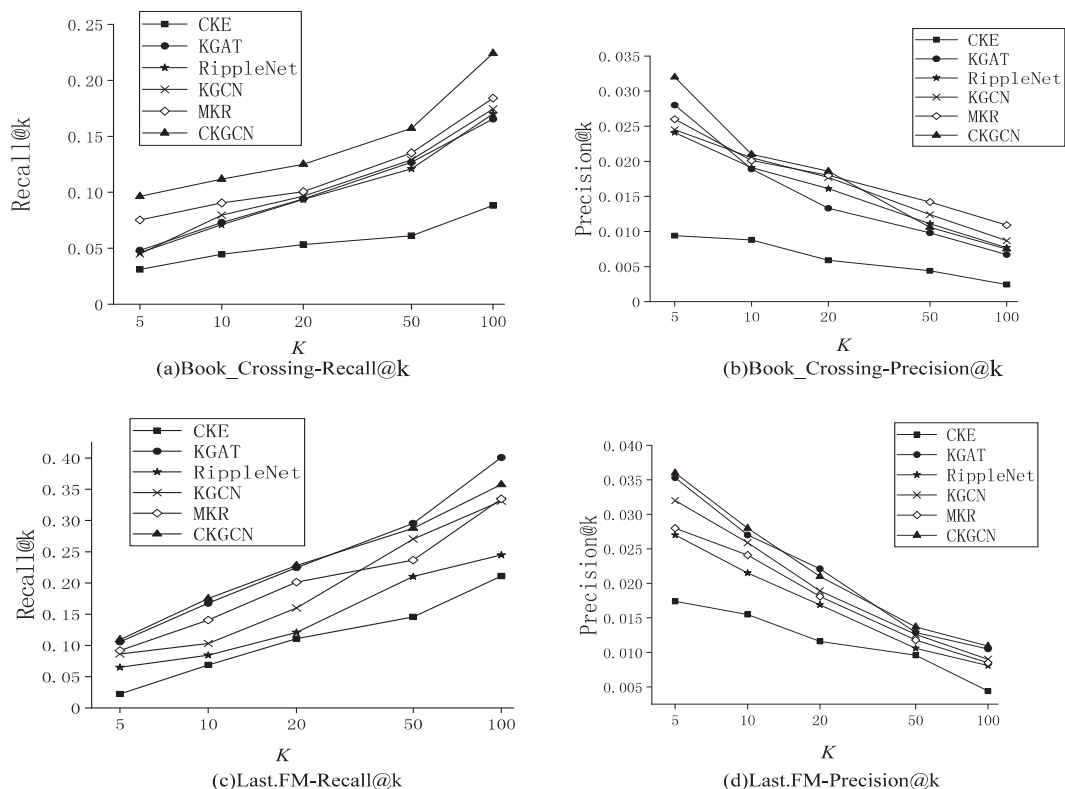 0.25
0.20
0.15
0.10
0.05
0
Recall@k
CKE
KGAT
RippleNet
KGCN
MKR
CKGCN
5 10 20 50 100
K
(a)Book_Crossing-Recall@k
0.035
0.030
0.025
0.020
0.015
0.010
0.005
0
Precision@k
CKE
KGAT
RippleNet
KGCN
MKR
CKGCN
5 10 20 50 100
K
(b)Book_Crossing-Precision@k
0.40
0.35
0.30
0.25
0.20
0.15
0.10
0.05
0
Recall@k
CKE
KGAT
RippleNet
KGCN
MKR
CKGCN
5 10 20 50 100
K
(c)Last.FM-Recall@k
0.040
0.035
0.030
0.025
0.020
0.015
0.010
0.005
Precision@k
CKE
KGAT
RippleNet
KGCN
MKR
CKGCN
5 10 20 50 100
K
(d)Last.FM-Precision@k